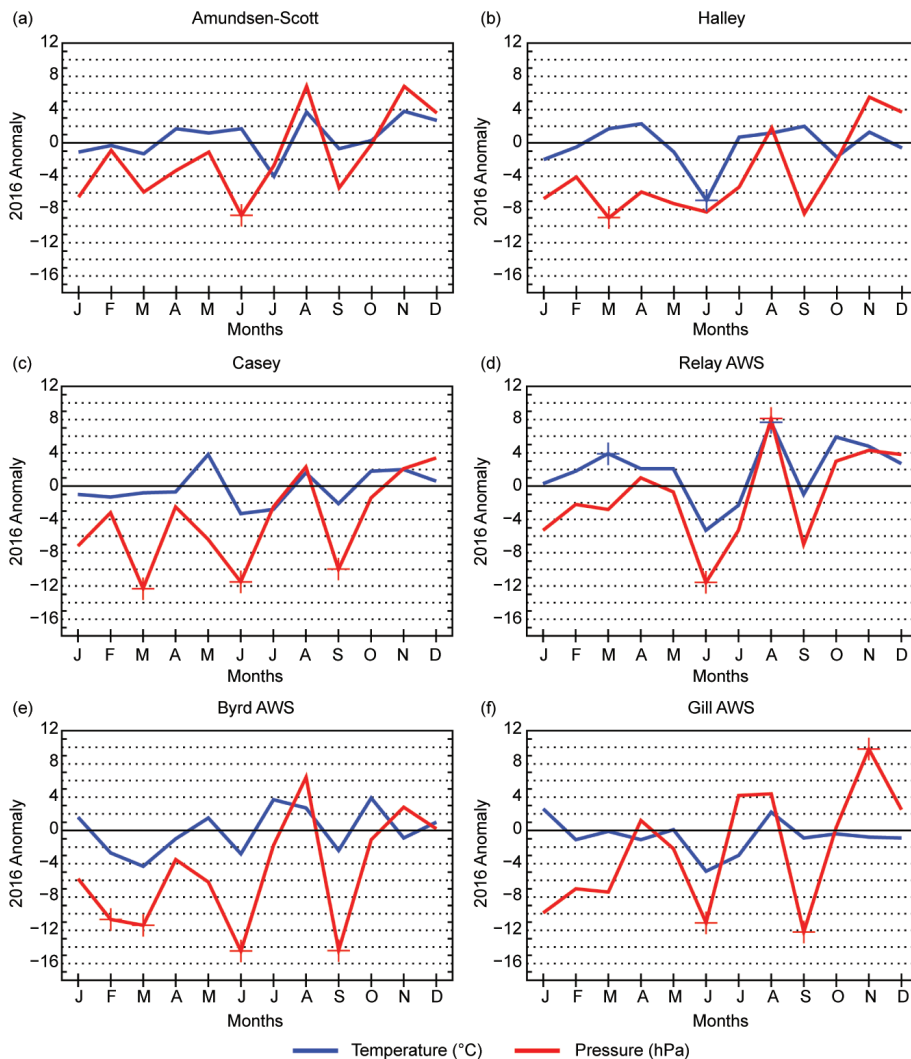 (a) Amundsen-Scott
12
8
4
0
−4
−8
−12
−16
2016 Anomaly
J F M A M J J A S O N D
Months
(b) Halley
12
8
4
0
−4
−8
−12
−16
2016 Anomaly
J F M A M J J A S O N D
Months
(c) Casey
12
8
4
0
−4
−8
−12
−16
2016 Anomaly
J F M A M J J A S O N D
Months
(d) Relay AWS
12
8
4
0
−4
−8
−12
−16
2016 Anomaly
J F M A M J J A S O N D
Months
(e) Byrd AWS
12
8
4
0
−4
−8
−12
−16
2016 Anomaly
J F M A M J J A S O N D
Months
(f) Gill AWS
12
8
4
0
−4
−8
−12
−16
2016 Anomaly
J F M A M J J A S O N D
Months
Temperature (°C) Pressure (hPa)